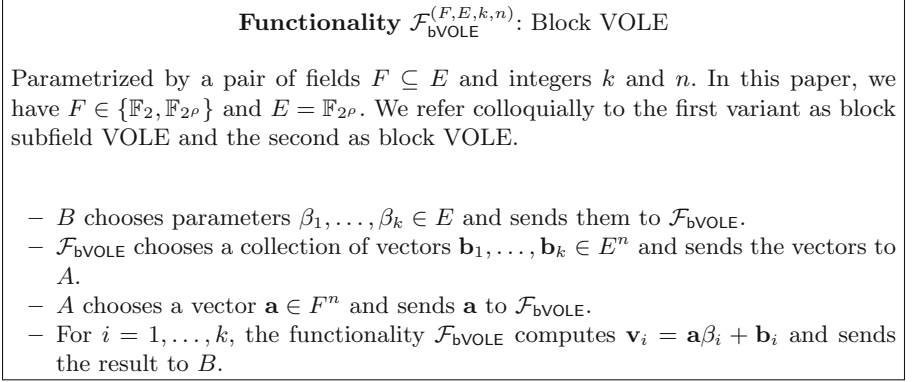 Functionality $\mathcal{F}_{\mathsf{bVOLE}}^{(F,E,k,n)}$: Block VOLE
Parametrized by a pair of fields $F \subseteq E$ and integers $k$ and $n$. In this paper, we
have $F \in \{\mathbb{F}_2, \mathbb{F}_{2^\rho}\}$ and $E = \mathbb{F}_{2^\rho}$. We refer colloquially to the first variant as block
subfield VOLE and the second as block VOLE.
– $B$ chooses parameters $\beta_1, \ldots, \beta_k \in E$ and sends them to $\mathcal{F}_{\mathsf{bVOLE}}$.
– $\mathcal{F}_{\mathsf{bVOLE}}$ chooses a collection of vectors $\mathbf{b}_1, \ldots, \mathbf{b}_k \in E^n$ and sends the vectors to
$A$.
– $A$ chooses a vector $\mathbf{a} \in F^n$ and sends $\mathbf{a}$ to $\mathcal{F}_{\mathsf{bVOLE}}$.
– For $i = 1, \ldots, k$, the functionality $\mathcal{F}_{\mathsf{bVOLE}}$ computes $\mathbf{v}_i = \mathbf{a}\beta_i + \mathbf{b}_i$ and sends
the result to $B$.